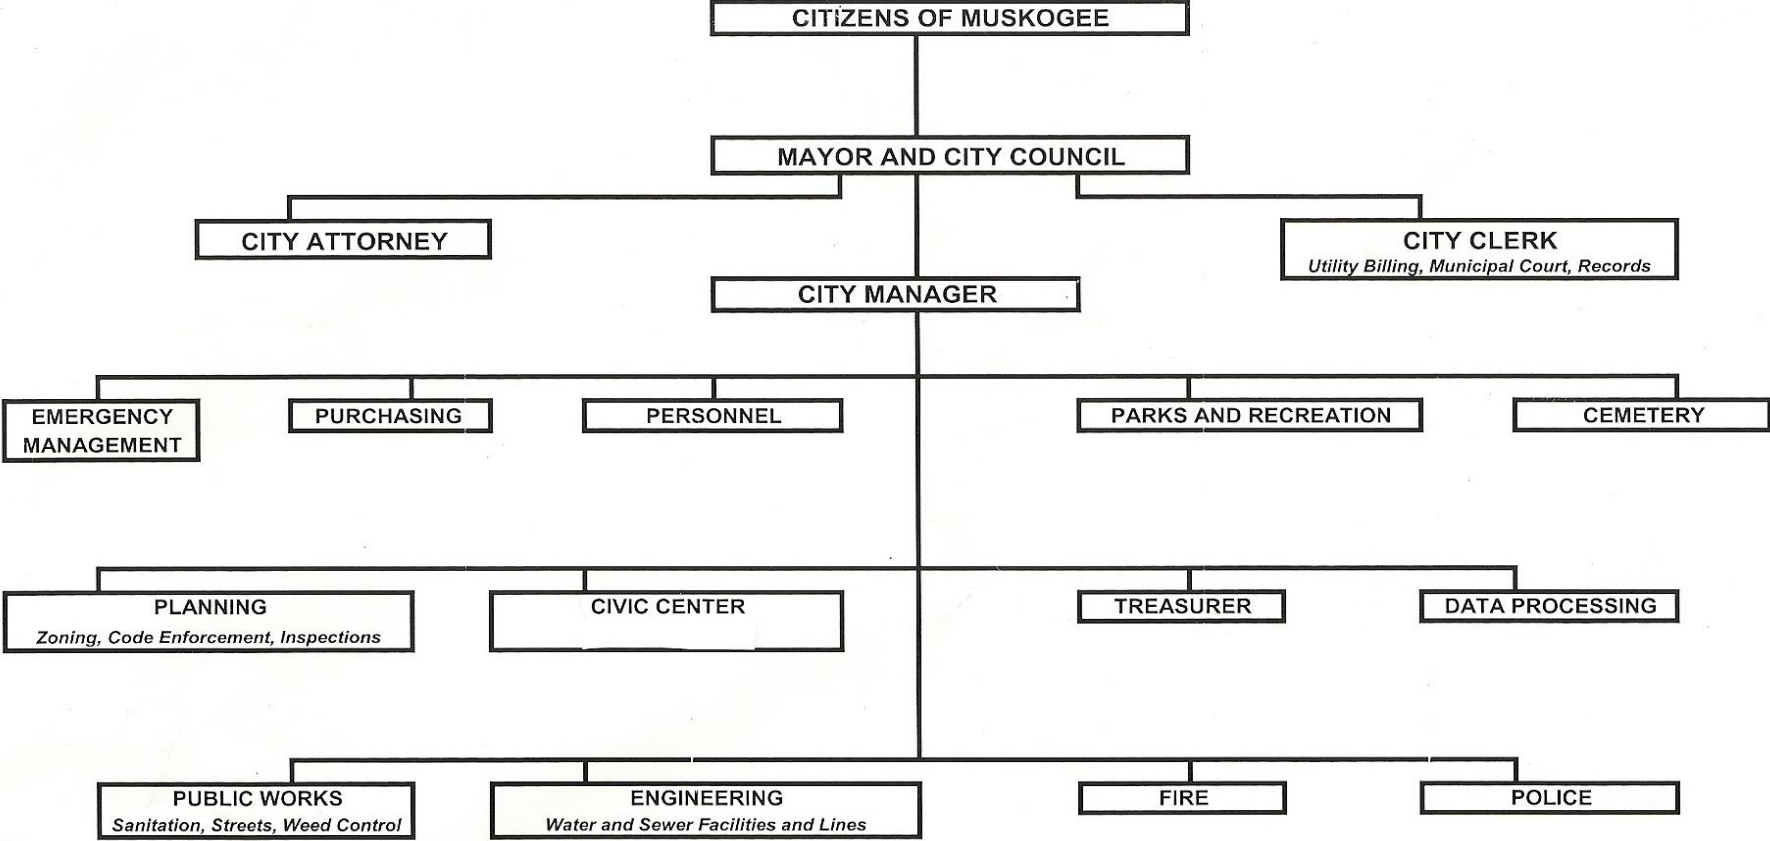 CITIZENS OF MUSKOGEE
MAYOR AND CITY COUNCIL
CITY ATTORNEY
CITY CLERK
Utility Billing, Municipal Court, Records
CITY MANAGER
EMERGENCY
MANAGEMENT
PURCHASING
PERSONNEL
PARKS AND RECREATION
CEMETERY
PLANNING
Zoning, Code Enforcement, Inspections
CIVIC CENTER
TREASURER
DATA PROCESSING
PUBLIC WORKS
Sanitation, Streets, Weed Control
ENGINEERING
Water and Sewer Facilities and Lines
FIRE
POLICE